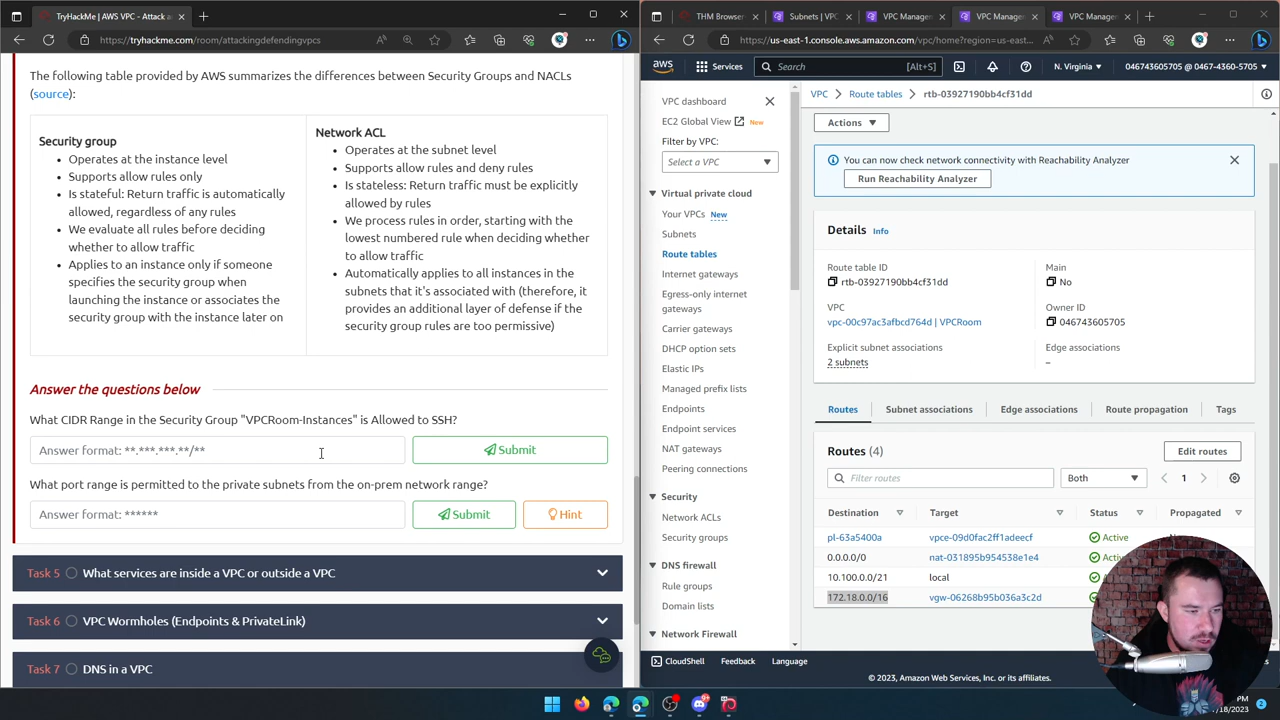 TryHackMe | AWS VPC - Attack a
https://tryhackme.com/room/attackingdefendingvpcs
The following table provided by AWS summarizes the differences between Security Groups and NACLs
(source):
Security group
Operates at the instance level
Supports allow rules only
Is stateful: Return traffic is automatically
allowed, regardless of any rules
We evaluate all rules before deciding
whether to allow traffic
Applies to an instance only if someone
specifies the security group when
launching the instance or associates the
security group with the instance later on
Network ACL
Operates at the subnet level
Supports allow rules and deny rules
Is stateless: Return traffic must be explicitly
allowed by rules
We process rules in order, starting with the
lowest numbered rule when deciding whether
to allow traffic
Automatically applies to all instances in the
subnets that it's associated with (therefore, it
provides an additional layer of defense if the
security group rules are too permissive)
Answer the questions below
What CIDR Range in the Security Group "VPCRoom-Instances" is Allowed to SSH?
Answer format: **.***.***.**/**
Submit
What port range is permitted to the private subnets from the on-prem network range?
Answer format: ******
Submit
Hint
Task 5 What services are inside a VPC or outside a VPC
Task 6 VPC Wormholes (Endpoints & PrivateLink)
Task 7 DNS in a VPC
THM Browser
Subnets | VPC
VPC Manage
VPC Manage
VPC Manage
https://us-east-1.console.aws.amazon.com/vpc/home?region=us-eas...
aws
Services
Search
[Alt+S]
N. Virginia
046743605705 @ 0467-4360-5705
VPC dashboard
EC2 Global View New
Filter by VPC:
Select a VPC
Virtual private cloud
Your VPCs New
Subnets
Route tables
Internet gateways
Egress-only internet
gateways
Carrier gateways
DHCP option sets
Elastic IPs
Managed prefix lists
Endpoints
Endpoint services
NAT gateways
Peering connections
Security
Network ACLs
Security groups
DNS firewall
Rule groups
Domain lists
Network Firewall
VPC > Route tables > rtb-03927190bb4cf31dd
Actions
You can now check network connectivity with Reachability Analyzer
Run Reachability Analyzer
Details Info
Route table ID
rtb-03927190bb4cf31dd
Main
No
VPC
vpc-00c97ac3afbcd764d | VPCRoom
Owner ID
046743605705
Explicit subnet associations
2 subnets
Edge associations
–
Routes
Subnet associations
Edge associations
Route propagation
Tags
Routes (4)
Edit routes
Filter routes
Both
1
Destination Target Status Propagated
pl-63a5400a vpce-09d0fac2ff1adeecf Active
0.0.0.0/0 nat-031895b954538e1e4
10.100.0.0/21 local
172.18.0.0/16 vgw-06268b95b036a3c2d
CloudShell
Feedback
Language
© 2023, Amazon Web Services, Inc. or its affiliates.